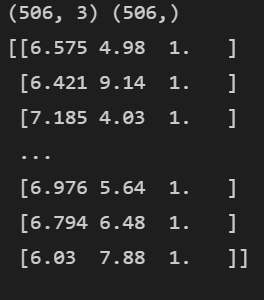 (506, 3) (506,)
[[6.575 4.98  1.   ]
 [6.421 9.14  1.   ]
 [7.185 4.03  1.   ]
 ...
 [6.976 5.64  1.   ]
 [6.794 6.48  1.   ]
 [6.03  7.88  1.   ]]